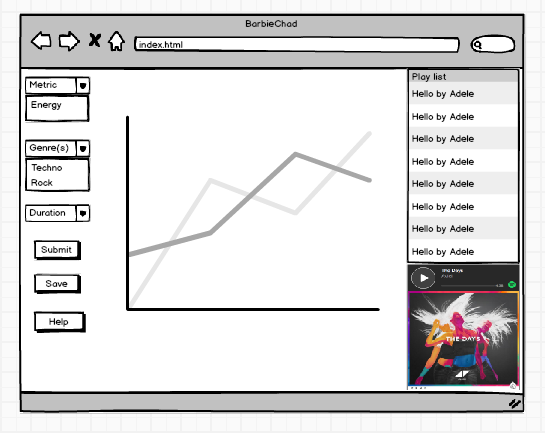 BarbieChad
index.html
Metric
Energy
Genre(s)
Techno
Rock
Duration
Submit
Save
Help
Play list
Hello by Adele
Hello by Adele
Hello by Adele
Hello by Adele
Hello by Adele
Hello by Adele
Hello by Adele
Hello by Adele
The Days
THE DAYS